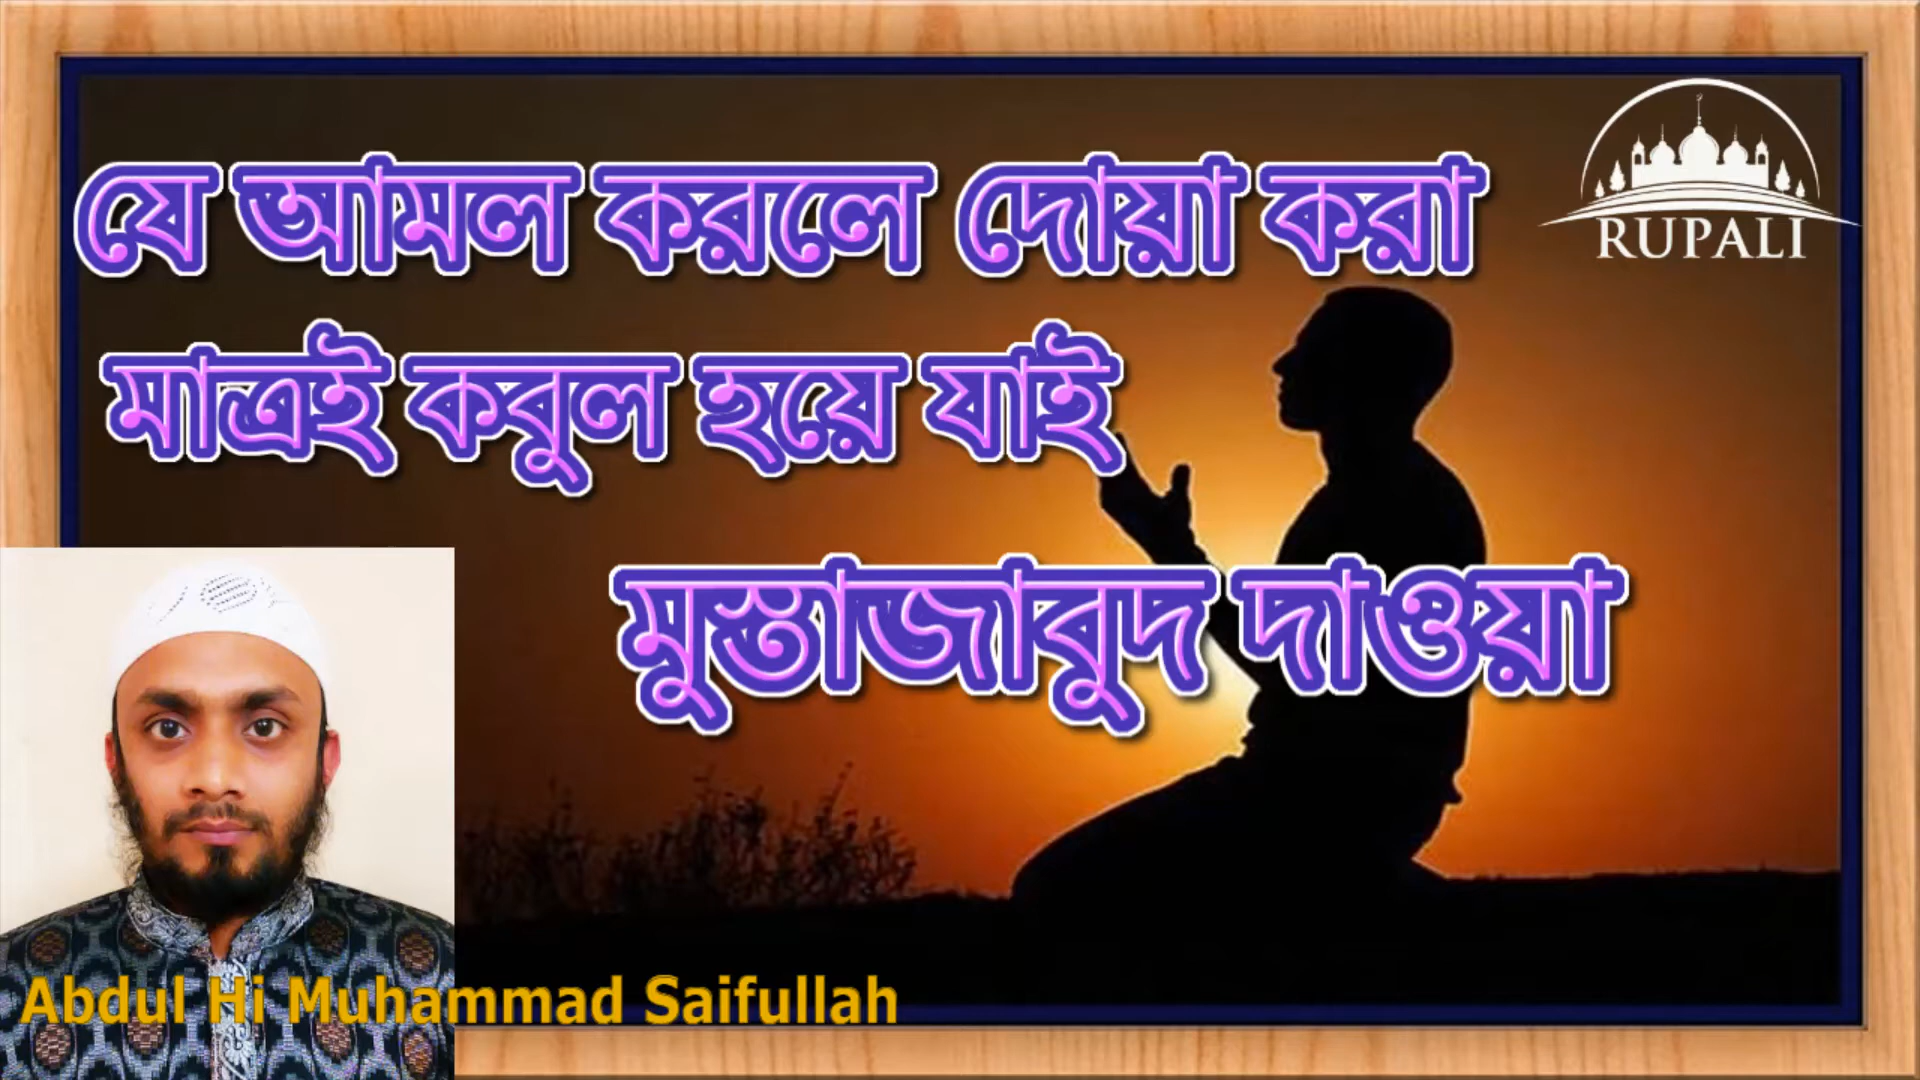 যে আমল করলে দোয়া করা
RUPALI
মাত্রই কবুল হয়ে যাই
মুস্তাজাবুদ দাওয়া
Abdul Hi Muhammad Saifullah